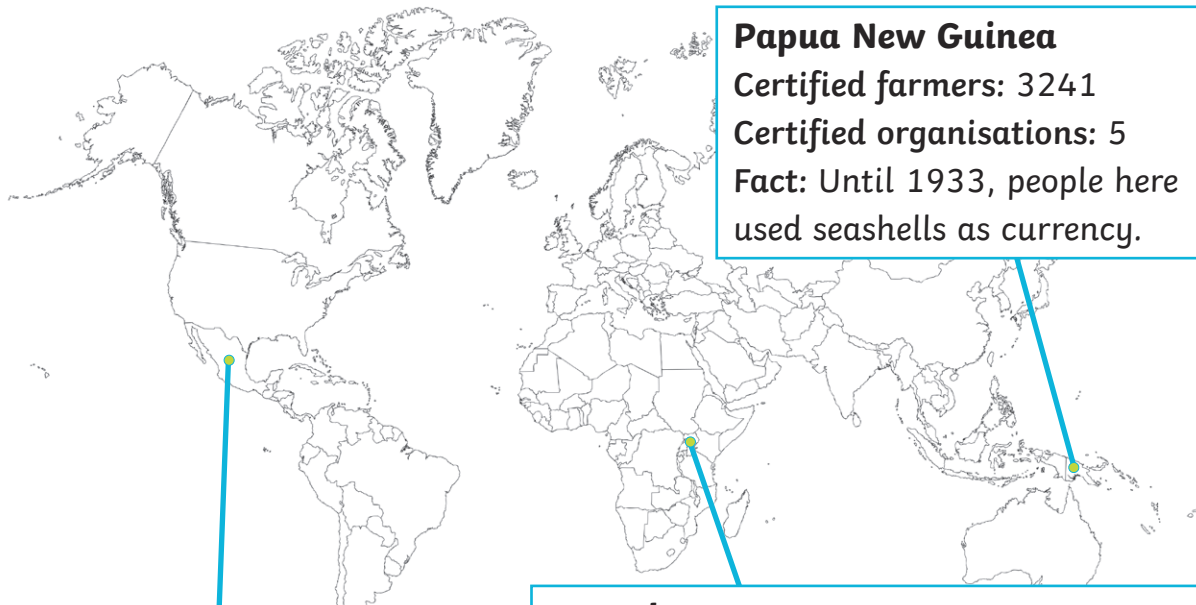 Papua New Guinea
Certified farmers: 3241
Certified organisations: 5
Fact: Until 1933, people here
used seashells as currency.